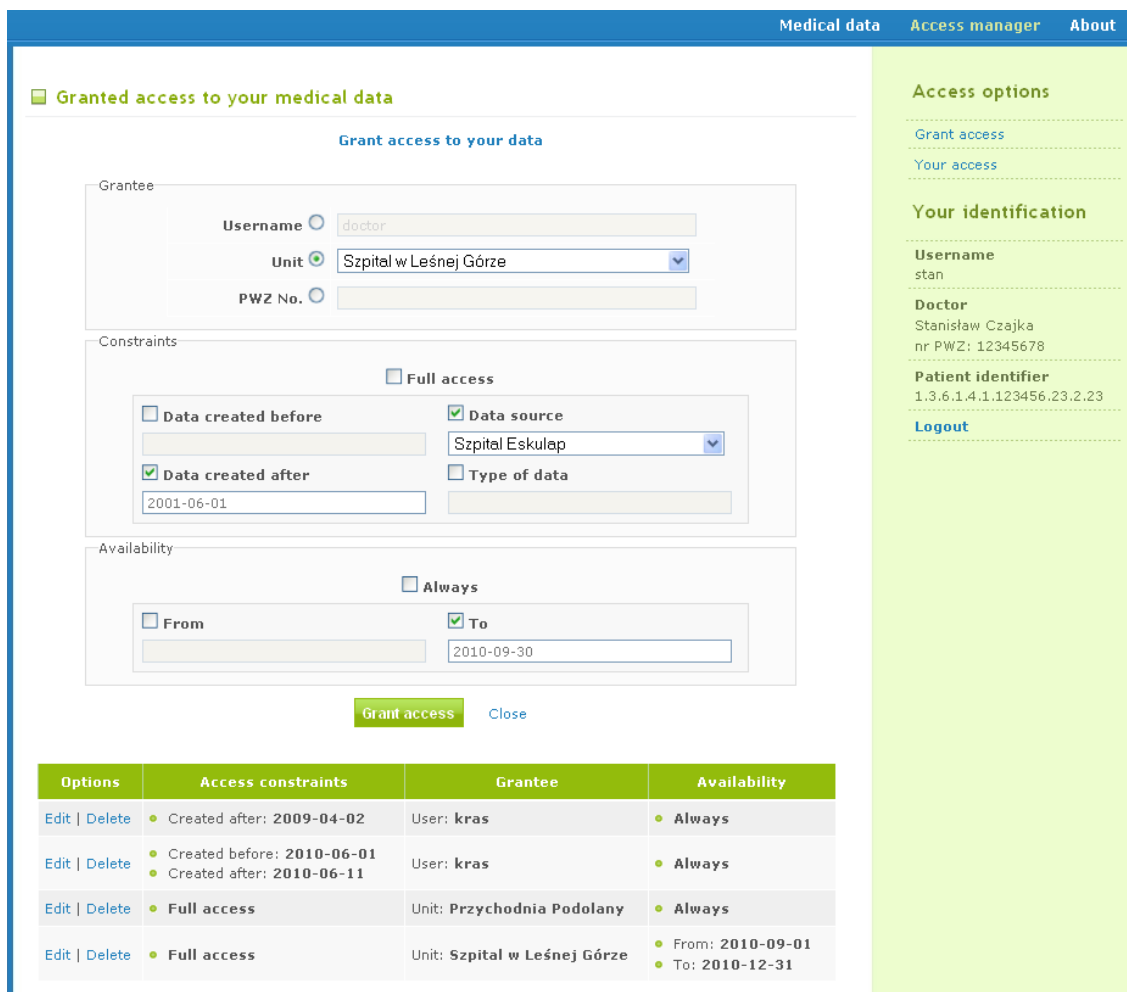 Medical data Access manager About
Granted access to your medical data
Grant access to your data
Grantee
Username doctor
Unit Szpital w Leśnej Górze
PWZ No.
Constraints
Full access
Data created before Data source
Szpital Eskulap
Data created after Type of data
2001-06-01
Availability
Always
From To
2010-09-30
Grant access Close
Options Access constraints Grantee Availability
Edit | Delete Created after: 2009-04-02 User: kras Always
Edit | Delete Created before: 2010-06-01 User: kras Always
Created after: 2010-06-11
Edit | Delete Full access Unit: Przychodnia Podolany Always
Edit | Delete Full access Unit: Szpital w Leśnej Górze From: 2010-09-01
To: 2010-12-31
Access options
Grant access
Your access
Your identification
Username
stan
Doctor
Stanisław Czajka
nr PWZ: 12345678
Patient identifier
1.3.6.1.4.1.123456.23.2.23
Logout